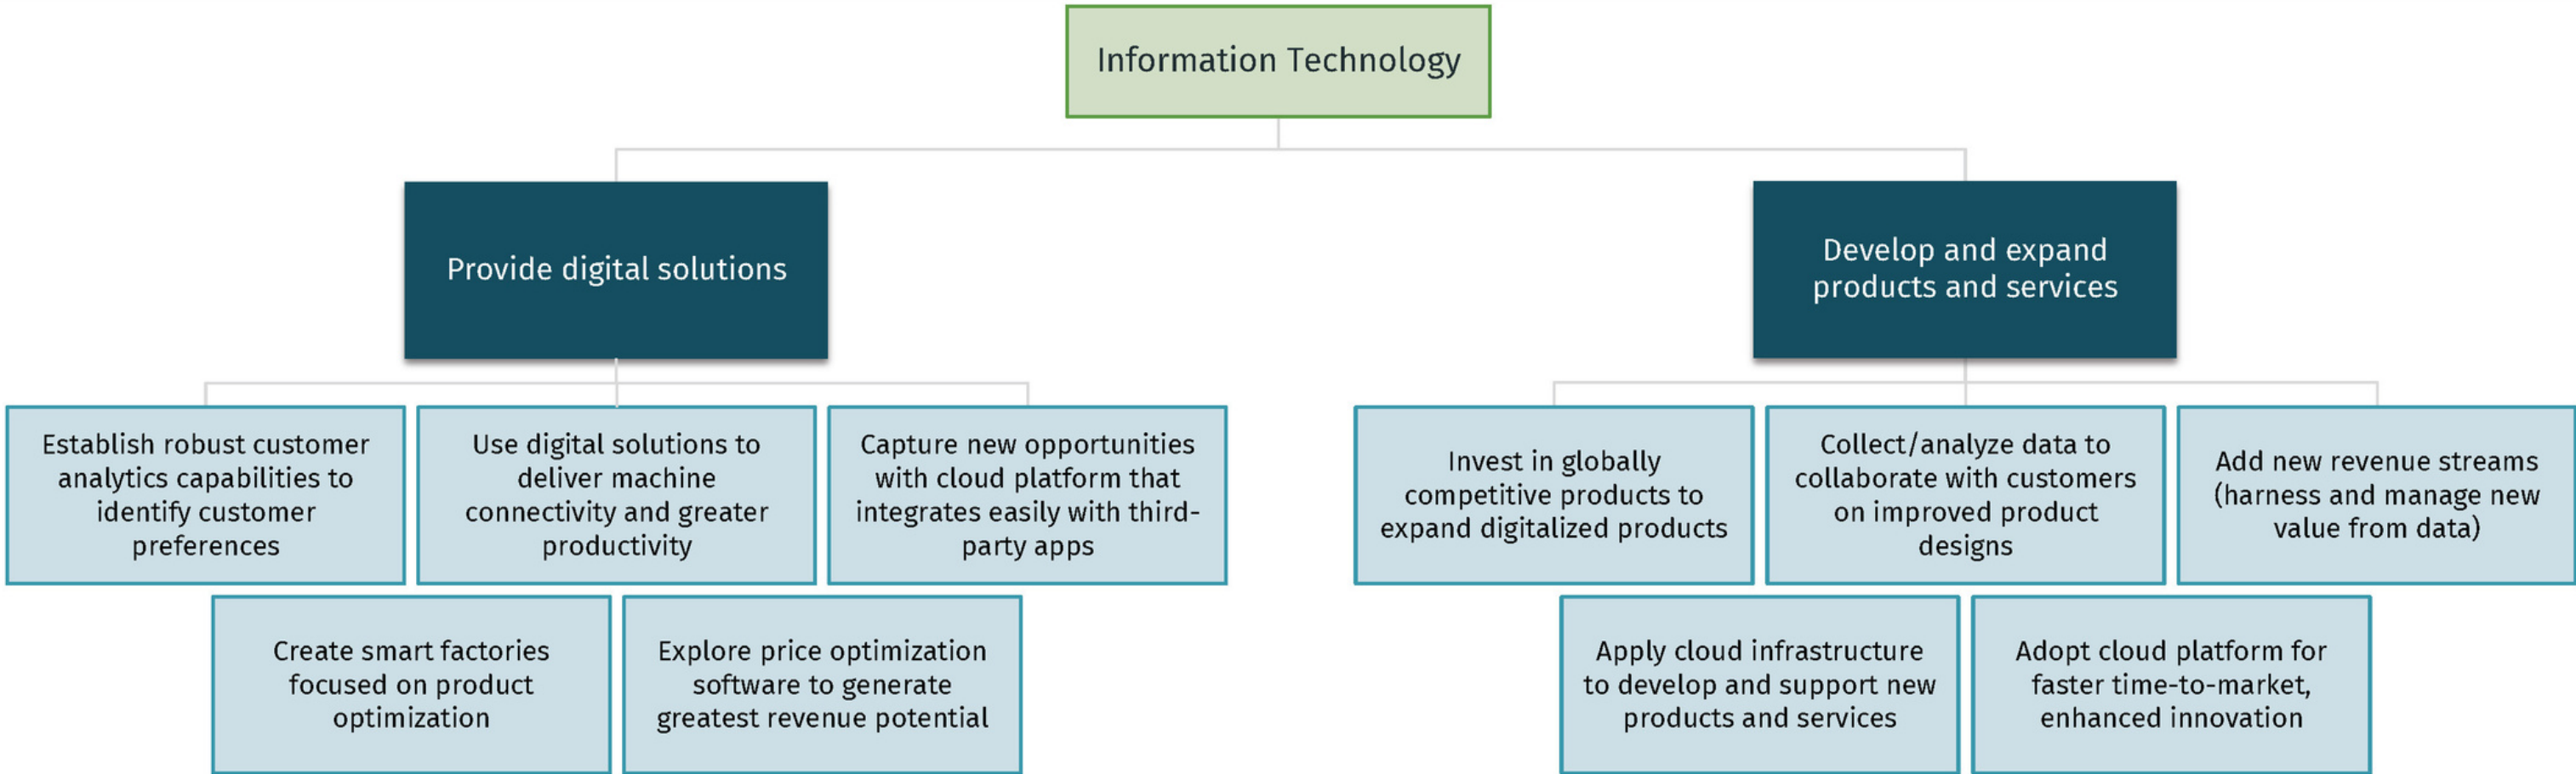 Information Technology
Provide digital solutions
Develop and expand
products and services
Establish robust customer
analytics capabilities to
identify customer
preferences
Use digital solutions to
deliver machine
connectivity and greater
productivity
Capture new opportunities
with cloud platform that
integrates easily with third-
party apps
Invest in globally
competitive products to
expand digitalized products
Collect/analyze data to
collaborate with customers
on improved product
designs
Add new revenue streams
(harness and manage new
value from data)
Create smart factories
focused on product
optimization
Explore price optimization
software to generate
greatest revenue potential
Apply cloud infrastructure
to develop and support new
products and services
Adopt cloud platform for
faster time-to-market,
enhanced innovation